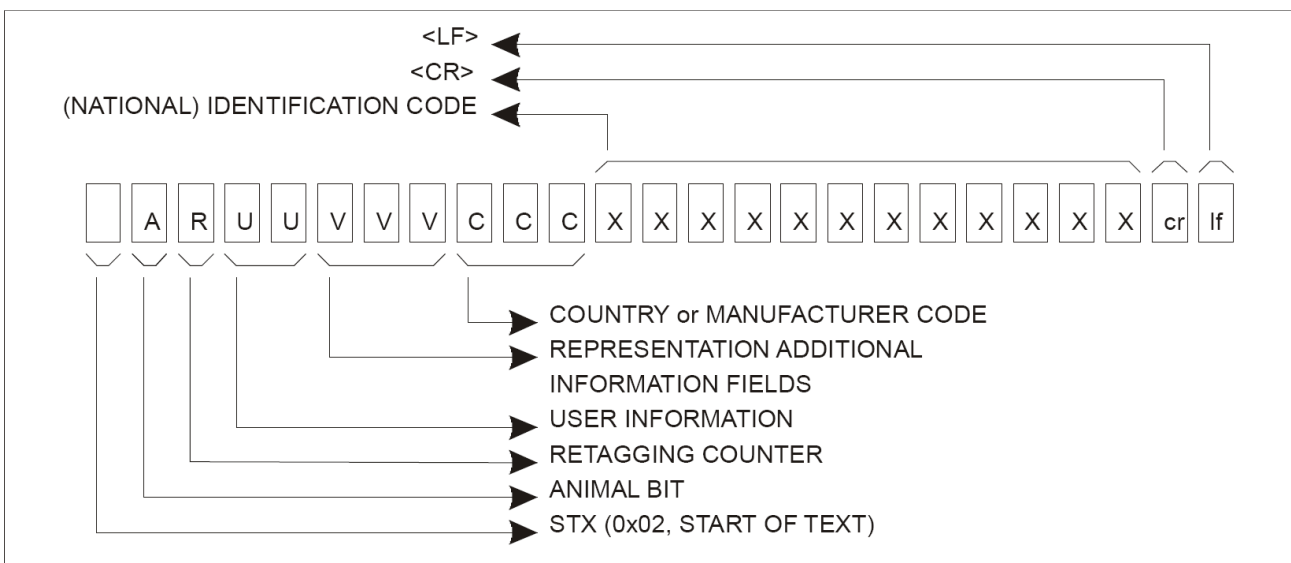 <LF>
<CR>
(NATIONAL) IDENTIFICATION CODE
A R U U V V V C C C X X X X X X X X X X X X cr lf
COUNTRY or MANUFACTURER CODE
REPRESENTATION ADDITIONAL
INFORMATION FIELDS
USER INFORMATION
RETAGGING COUNTER
ANIMAL BIT
STX (0x02, START OF TEXT)